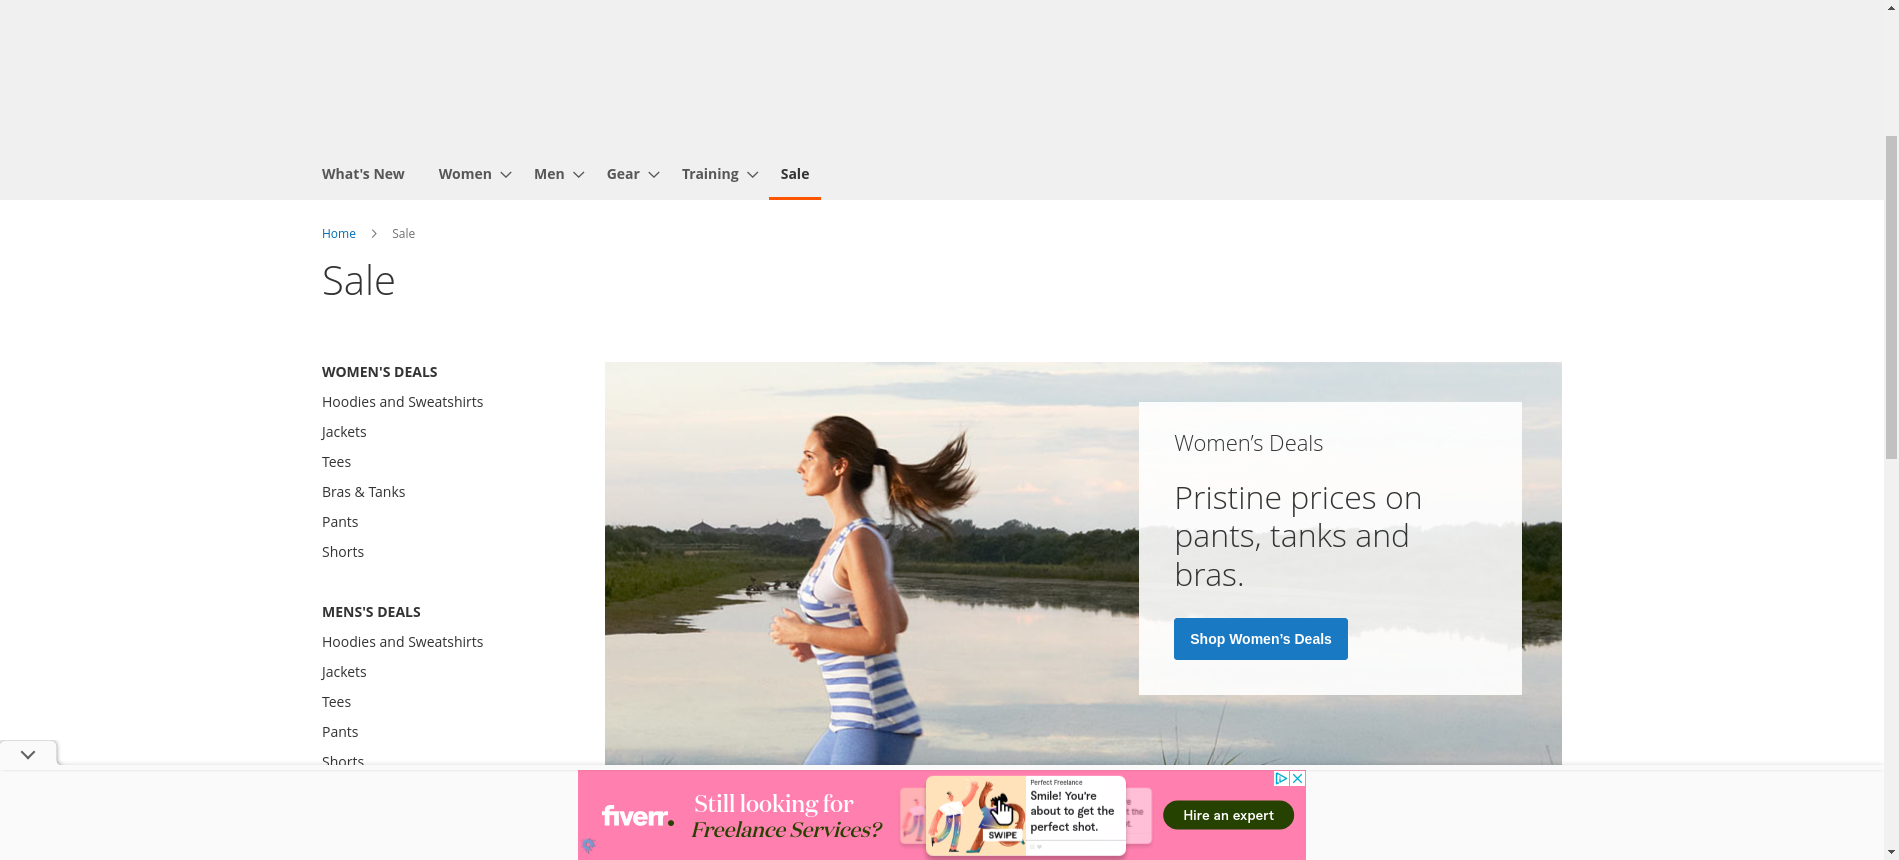 What's New Women Men Gear Training Sale
Home Sale
Sale
WOMEN'S DEALS
Hoodies and Sweatshirts
Jackets
Tees
Bras & Tanks
Pants
Shorts
MENS'S DEALS
Hoodies and Sweatshirts
Jackets
Tees
Pants
Shorts
Women’s Deals
Pristine prices on
pants, tanks and
bras.
Shop Women’s Deals
fiverr.
Still looking for
Freelance Services?
SWIPE
Perfect Freelance
Smile! You're
about to get the
perfect shot.
Hire an expert